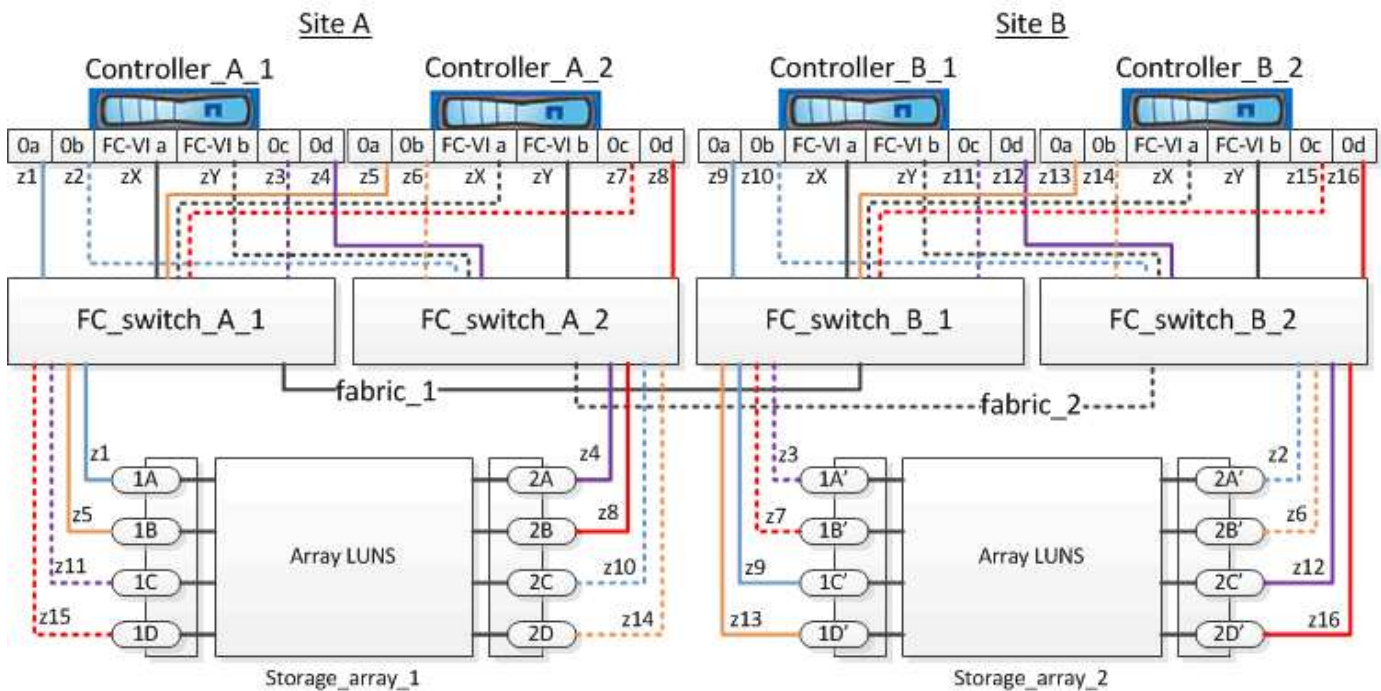 Site A Site B
Controller_A_1 Controller_A_2 Controller_B_1 Controller_B_2
0a 0b FC-VI a FC-VI b 0c 0d 0a 0b FC-VI a FC-VI b 0c 0d 0a 0b FC-VI a FC-VI b 0c 0d 0a 0b FC-VI a FC-VI b 0c 0d
z1 z2 zX zY z3 z4 z5 z6 zX zY z7 z8 z9 z10 zX zY z11 z12 z13 z14 zX zY z15 z16
FC_switch_A_1 FC_switch_A_2 FC_switch_B_1 FC_switch_B_2
fabric_1 fabric_2
z1 z4 z3 z2
1A 2A 1A’ 2A’
z5 z8 z7 z6
1B 2B 1B’ 2B’
Array LUNS Array LUNS
z11 z10 z9 z12
1C 2C 1C’ 2C’
z15 z14 z13 z16
1D 2D 1D’ 2D’
Storage_array_1 Storage_array_2